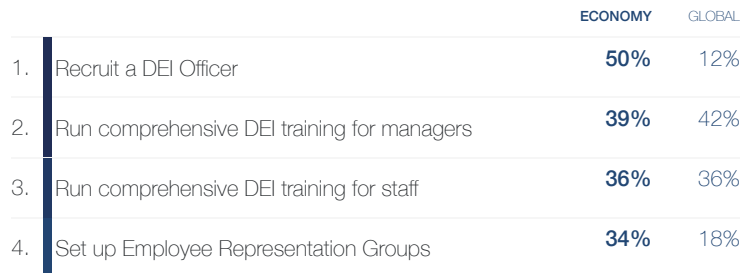 ECONOMY GLOBAL
1. Recruit a DEI Officer 50% 12%
2. Run comprehensive DEI training for managers 39% 42%
3. Run comprehensive DEI training for staff 36% 36%
4. Set up Employee Representation Groups 34% 18%